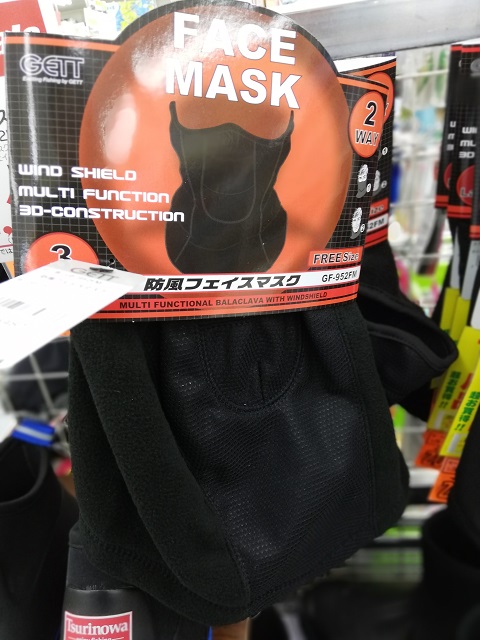 FACE
MASK
GETT
2
WAY
WIND SHIELD
MULTI FUNCTION
3D-CONSTRUCTION
3
FREE Size
防風フェイスマスク
GF-952FM
MULTI FUNCTIONAL BALACLAVA WITH WINDSHIELD
Tsurinowa